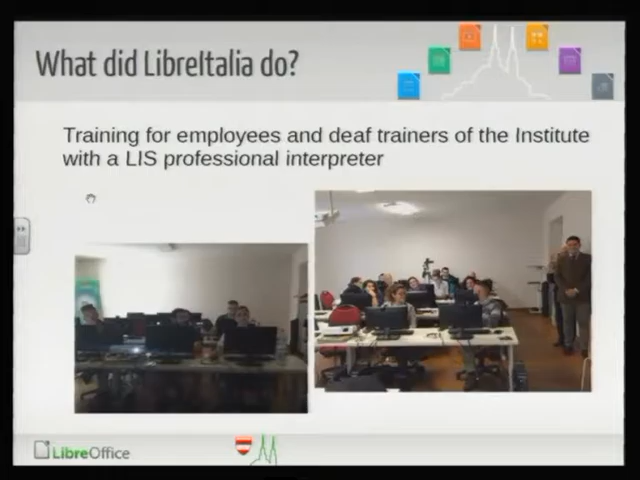 What did LibreItalia do?
Training for employees and deaf trainers of the Institute
with a LIS professional interpreter
LibreOffice